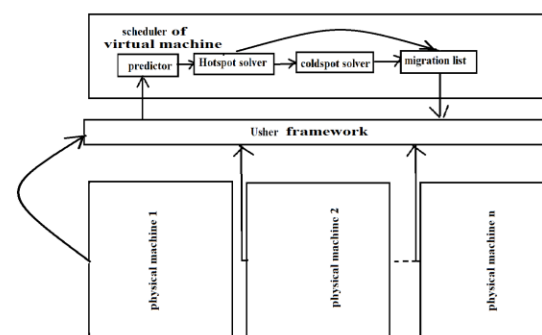 scheduler of
virtual machine
predictor
Hotspot solver
coldspot solver
migration list
Usher framework
physical machine 1
physical machine 2
physical machine n